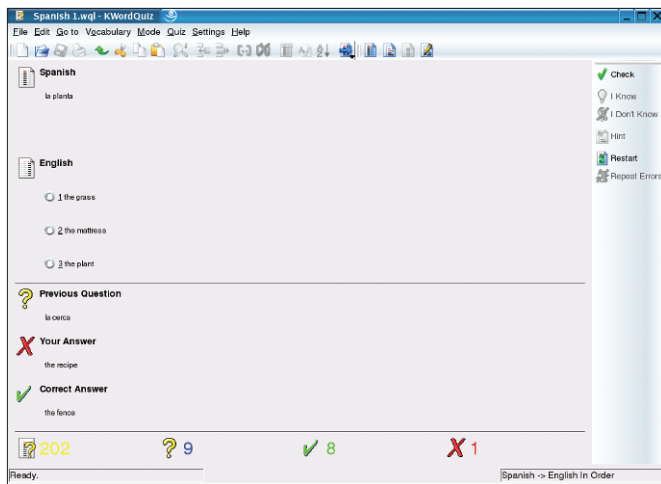 Spanish 1.wql - KWordQuiz
File Edit Go to Vocabulary Mode Quiz Settings Help
Spanish
la planta
English
1 the grass
2 the mattress
3 the plant
Previous Question
la cerca
Your Answer
the recipe
Correct Answer
the fence
202 9 8 1
Ready. Spanish -> English In Order
Check
I Know
I Don't Know
Hint
Restart
Repeat Errors